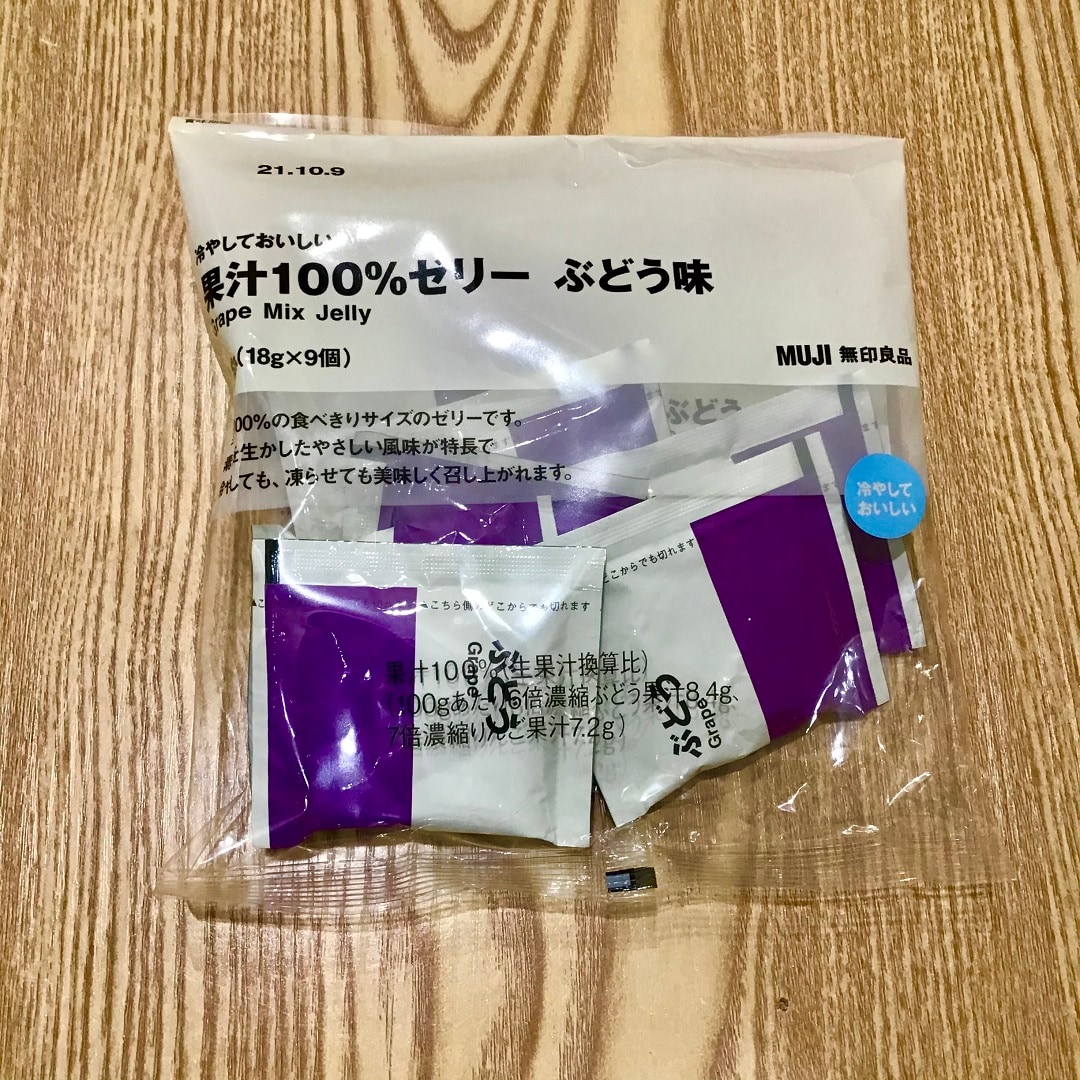 21.10.9
冷やしておいしい
果汁100%ゼリー ぶどう味
Grape Mix Jelly
(18g×9個)
MUJI 無印良品
100%の食べきりサイズのゼリーです。
生かしたやさしい風味が特長で
しても、凍らせても美味しく召し上がれます。
ぶどう
冷やして
おいしい
どこからでも切れます
▲こちら側のどこからでも切れます
ぶどう
Grape
ぶどう
Grape
果汁100%(生果汁換算比)
(100gあたり6倍濃縮ぶどう果汁8.4g、
7倍濃縮りんご果汁7.2g)